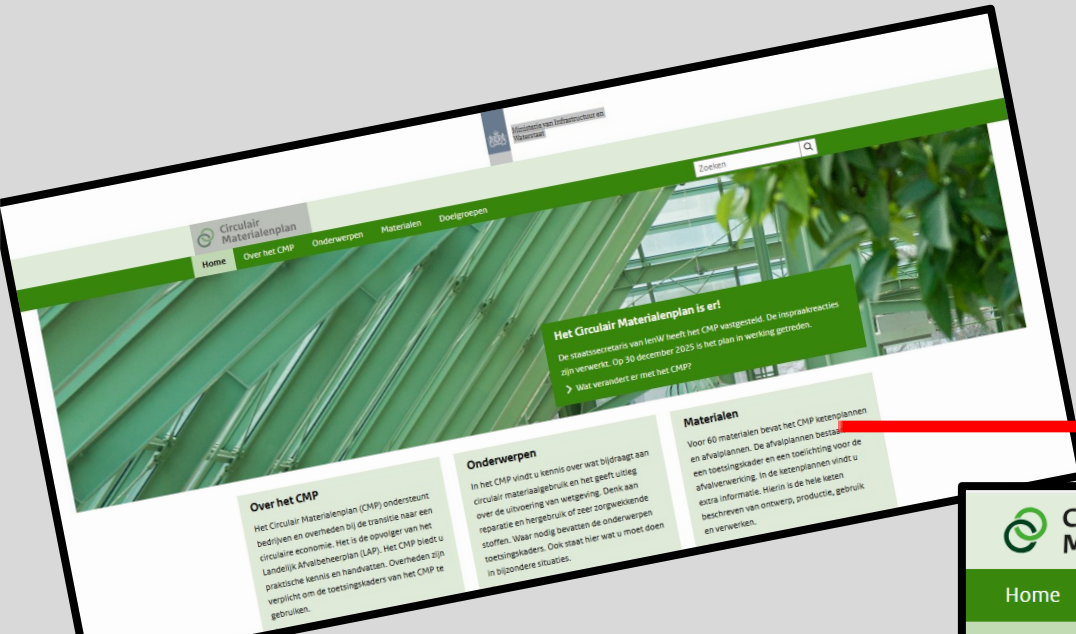 Ministerie van Infrastructuur en
Waterstaat
Circulair
Materialenplan
Zoeken
Home
Over het CMP
Onderwerpen
Materialen
Doelgroepen
Het Circulair Materialenplan is er!
De staatssecretaris van IenW heeft het CMP vastgesteld. De inspraakreacties
zijn verwerkt. Op 30 december 2025 is het plan in werking getreden.
Wat verandert er met het CMP?
Over het CMP
Het Circulair Materialenplan (CMP) ondersteunt
bedrijven en overheden bij de transitie naar een
circulaire economie. Het is de opvolger van het
Landelijk Afvalbeheerplan (LAP). Het CMP biedt u
praktische kennis en handvatten. Overheden zijn
verplicht om de toetsingskaders van het CMP te
gebruiken.
Onderwerpen
In het CMP vindt u kennis over wat bijdraagt aan
circulair materiaalgebruik en het geeft uitleg
over de uitvoering van wetgeving. Denk aan
reparatie en hergebruik of zeer zorgwekkende
stoffen. Waar nodig bevatten de onderwerpen
toetsingskaders. Ook staat hier wat u moet doen
in bijzondere situaties.
Materialen
Voor 60 materialen bevat het CMP ketenplannen
en afvalplannen. De afvalplannen bestaa
een toetsingskader en een toelichting voor de
afvalverwerking. In de ketenplannen vindt u
extra informatie. Hierin is de hele keten
beschreven van ontwerp, productie, gebruik
en verwerken.
C
M
Home